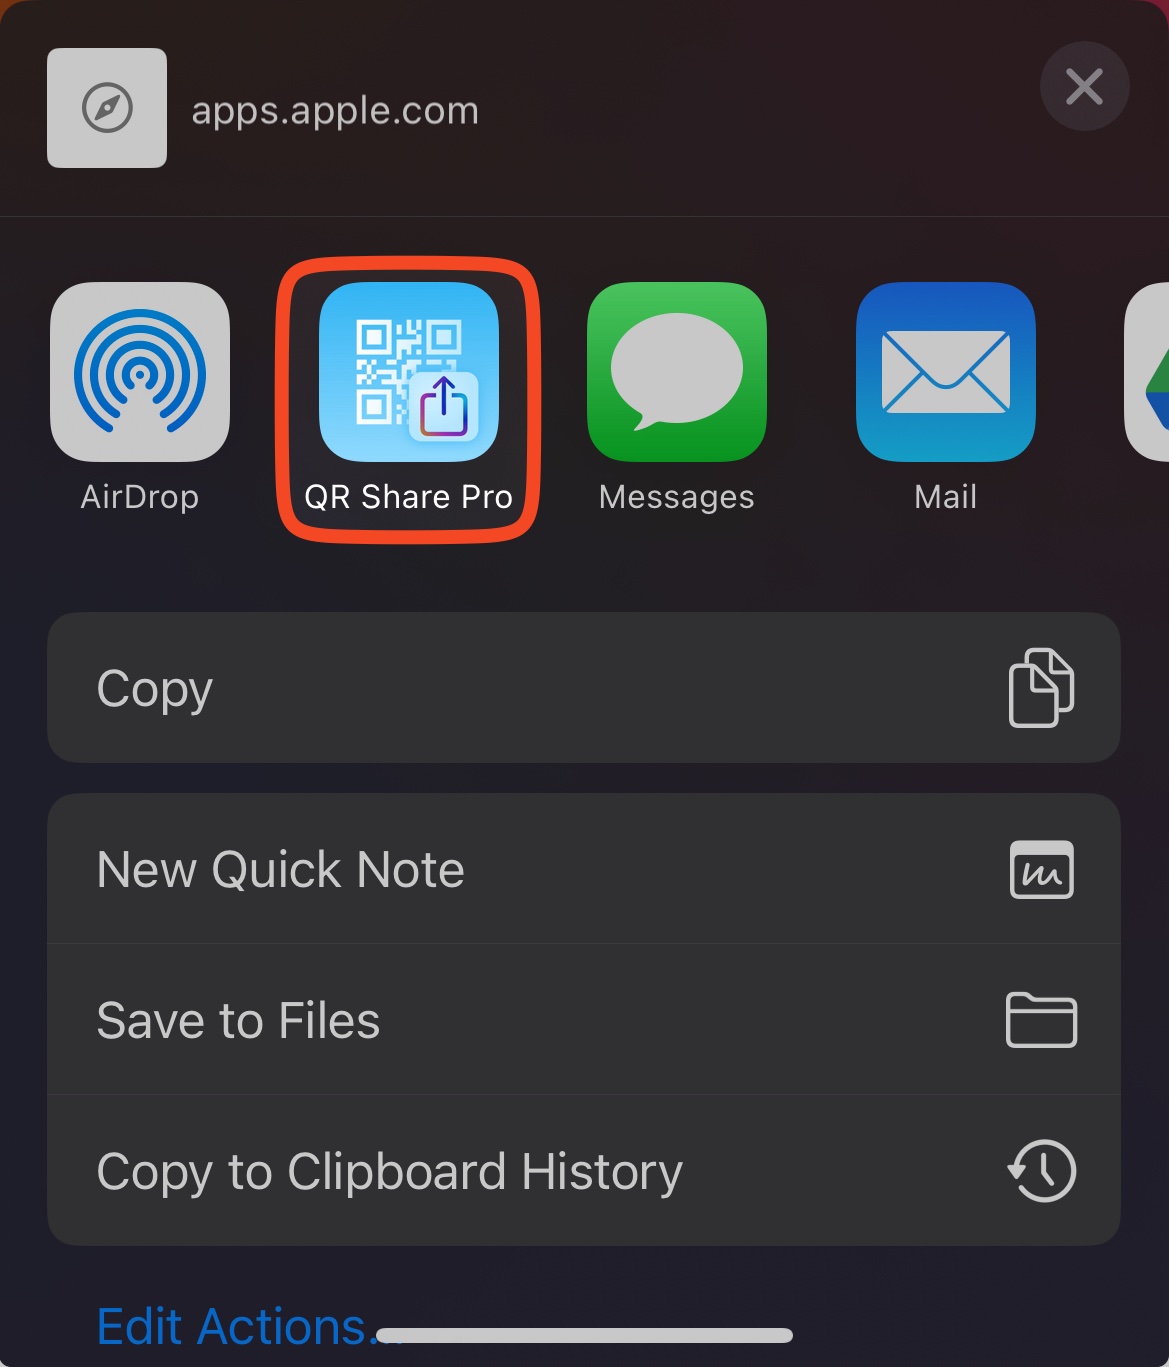 apps.apple.com
AirDrop
QR Share Pro
Messages
Mail
Copy
New Quick Note
Save to Files
Copy to Clipboard History
Edit Actions...